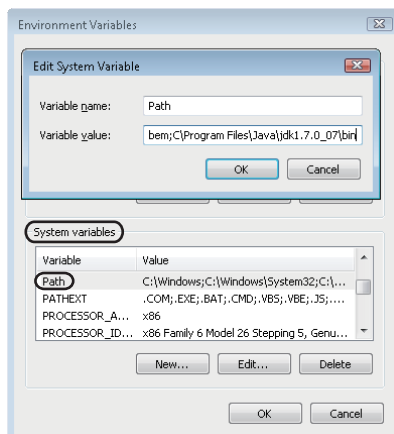 Environment Variables
Edit System Variable
Variable name:
Path
Variable value:
bem;C\Program Files\Java\jdk1.7.0_07\bin
OK
Cancel
System variables
Variable
Value
Path
C:\Windows;C:\Windows\System32;C:\...
PATHEXT
.COM;.EXE;.BAT;.CMD;.VBS;.VBE;.JS;....
PROCESSOR_A...
x86
PROCESSOR_ID...
x86 Family 6 Model 26 Stepping 5, Genu...
New...
Edit...
Delete
OK
Cancel